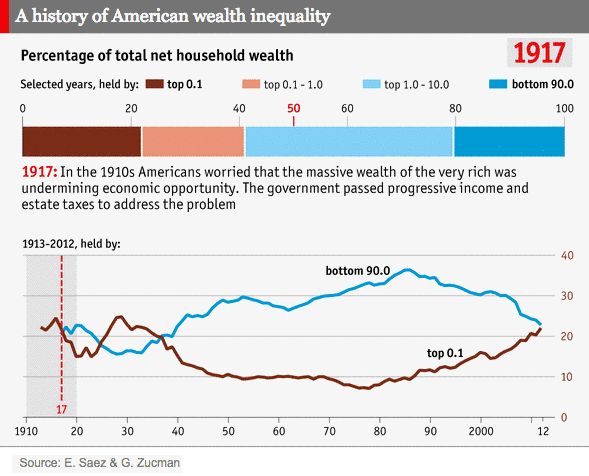 A history of American wealth inequality
Percentage of total net household wealth
1917
Selected years, held by: top 0.1 top 0.1 - 1.0 top 1.0 - 10.0 bottom 90.0
0 20 40 50 60 80 100
1917: In the 1910s Americans worried that the massive wealth of the very rich was
undermining economic opportunity. The government passed progressive income and
estate taxes to address the problem
1913-2012, held by:
40
bottom 90.0
30
20
top 0.1
10
17
0
1910 20 30 40 50 60 70 80 90 2000 12
Source: E. Saez & G. Zucman